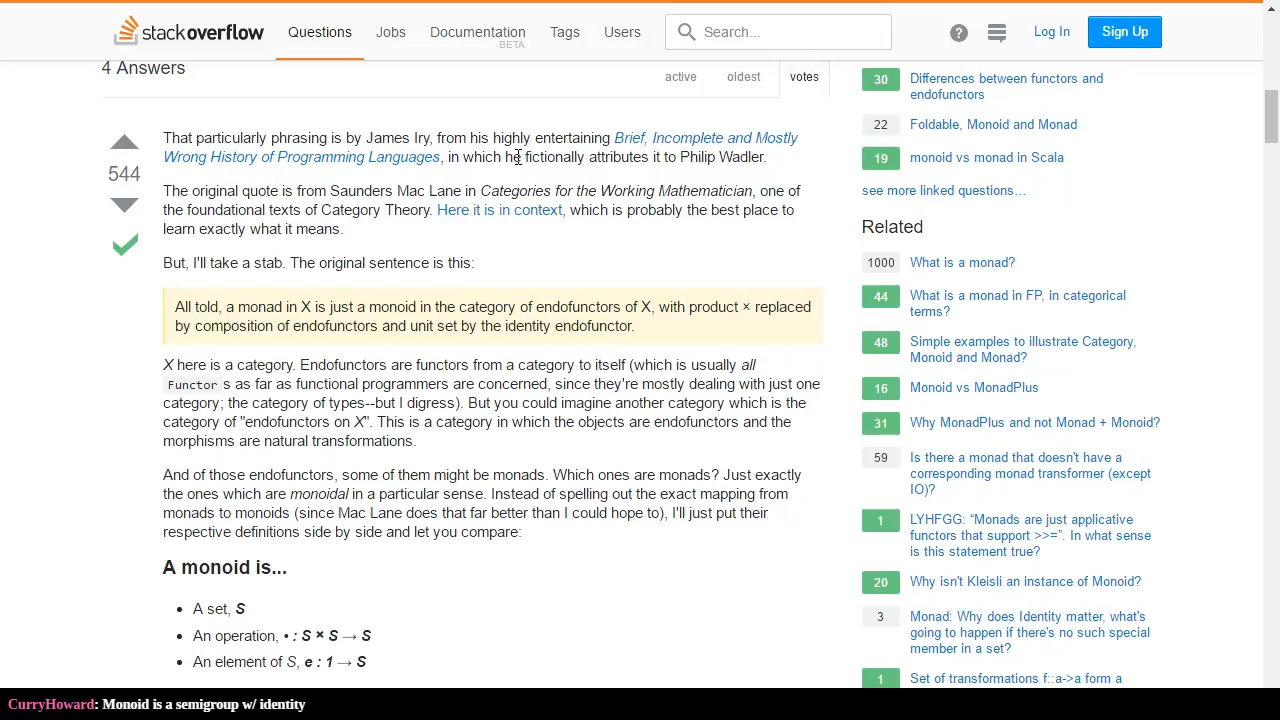 stackoverflow Questions Jobs Documentation Tags Users Search... ? Log In Sign Up
BETA
4 Answers
active oldest votes
544
That particularly phrasing is by James Iry, from his highly entertaining Brief, Incomplete and Mostly
Wrong History of Programming Languages, in which he fictionally attributes it to Philip Wadler.
The original quote is from Saunders Mac Lane in Categories for the Working Mathematician, one of
the foundational texts of Category Theory. Here it is in context, which is probably the best place to
learn exactly what it means.
But, I'll take a stab. The original sentence is this:
All told, a monad in X is just a monoid in the category of endofunctors of X, with product × replaced
by composition of endofunctors and unit set by the identity endofunctor.
X here is a category. Endofunctors are functors from a category to itself (which is usually all
Functor s as far as functional programmers are concerned, since they're mostly dealing with just one
category; the category of types--but I digress). But you could imagine another category which is the
category of "endofunctors on X". This is a category in which the objects are endofunctors and the
morphisms are natural transformations.
And of those endofunctors, some of them might be monads. Which ones are monads? Just exactly
the ones which are monoidal in a particular sense. Instead of spelling out the exact mapping from
monads to monoids (since Mac Lane does that far better than I could hope to), I'll just put their
respective definitions side by side and let you compare:
A monoid is...
• A set, S
• An operation, • : S × S → S
• An element of S, e : 1 → S
30 Differences between functors and
endofunctors
22 Foldable, Monoid and Monad
19 monoid vs monad in Scala
see more linked questions…
Related
1000 What is a monad?
44 What is a monad in FP, in categorical
terms?
48 Simple examples to illustrate Category,
Monoid and Monad?
16 Monoid vs MonadPlus
31 Why MonadPlus and not Monad + Monoid?
59 Is there a monad that doesn't have a
corresponding monad transformer (except
IO)?
1 LYHFGG: “Monads are just applicative
functors that support >>=”. In what sense
is this statement true?
20 Why isn't Kleisli an instance of Monoid?
3 Monad: Why does Identity matter, what's
going to happen if there's no such special
member in a set?
1 Set of transformations f::a->a form a
CurryHoward: Monoid is a semigroup w/ identity